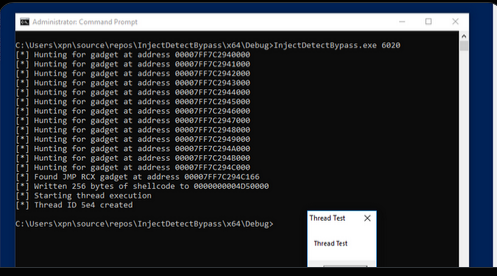 Administrator: Command Prompt
C:\Users\xpn\source\repos\InjectDetectBypass\x64\Debug>InjectDetectBypass.exe 6020
[*] Hunting for gadget at address 00007FF7C2940000
[*] Hunting for gadget at address 00007FF7C2941000
[*] Hunting for gadget at address 00007FF7C2942000
[*] Hunting for gadget at address 00007FF7C2943000
[*] Hunting for gadget at address 00007FF7C2944000
[*] Hunting for gadget at address 00007FF7C2945000
[*] Hunting for gadget at address 00007FF7C2946000
[*] Hunting for gadget at address 00007FF7C2947000
[*] Hunting for gadget at address 00007FF7C2948000
[*] Hunting for gadget at address 00007FF7C2949000
[*] Hunting for gadget at address 00007FF7C294A000
[*] Hunting for gadget at address 00007FF7C294B000
[*] Hunting for gadget at address 00007FF7C294C000
[*] Found JMP RCX gadget at address 00007FF7C294C166
[*] Written 256 bytes of shellcode to 0000000004D50000
[*] Starting thread execution
[*] Thread ID 5e4 created
C:\Users\xpn\source\repos\InjectDetectBypass\x64\Debug>
Thread Test
Thread Test